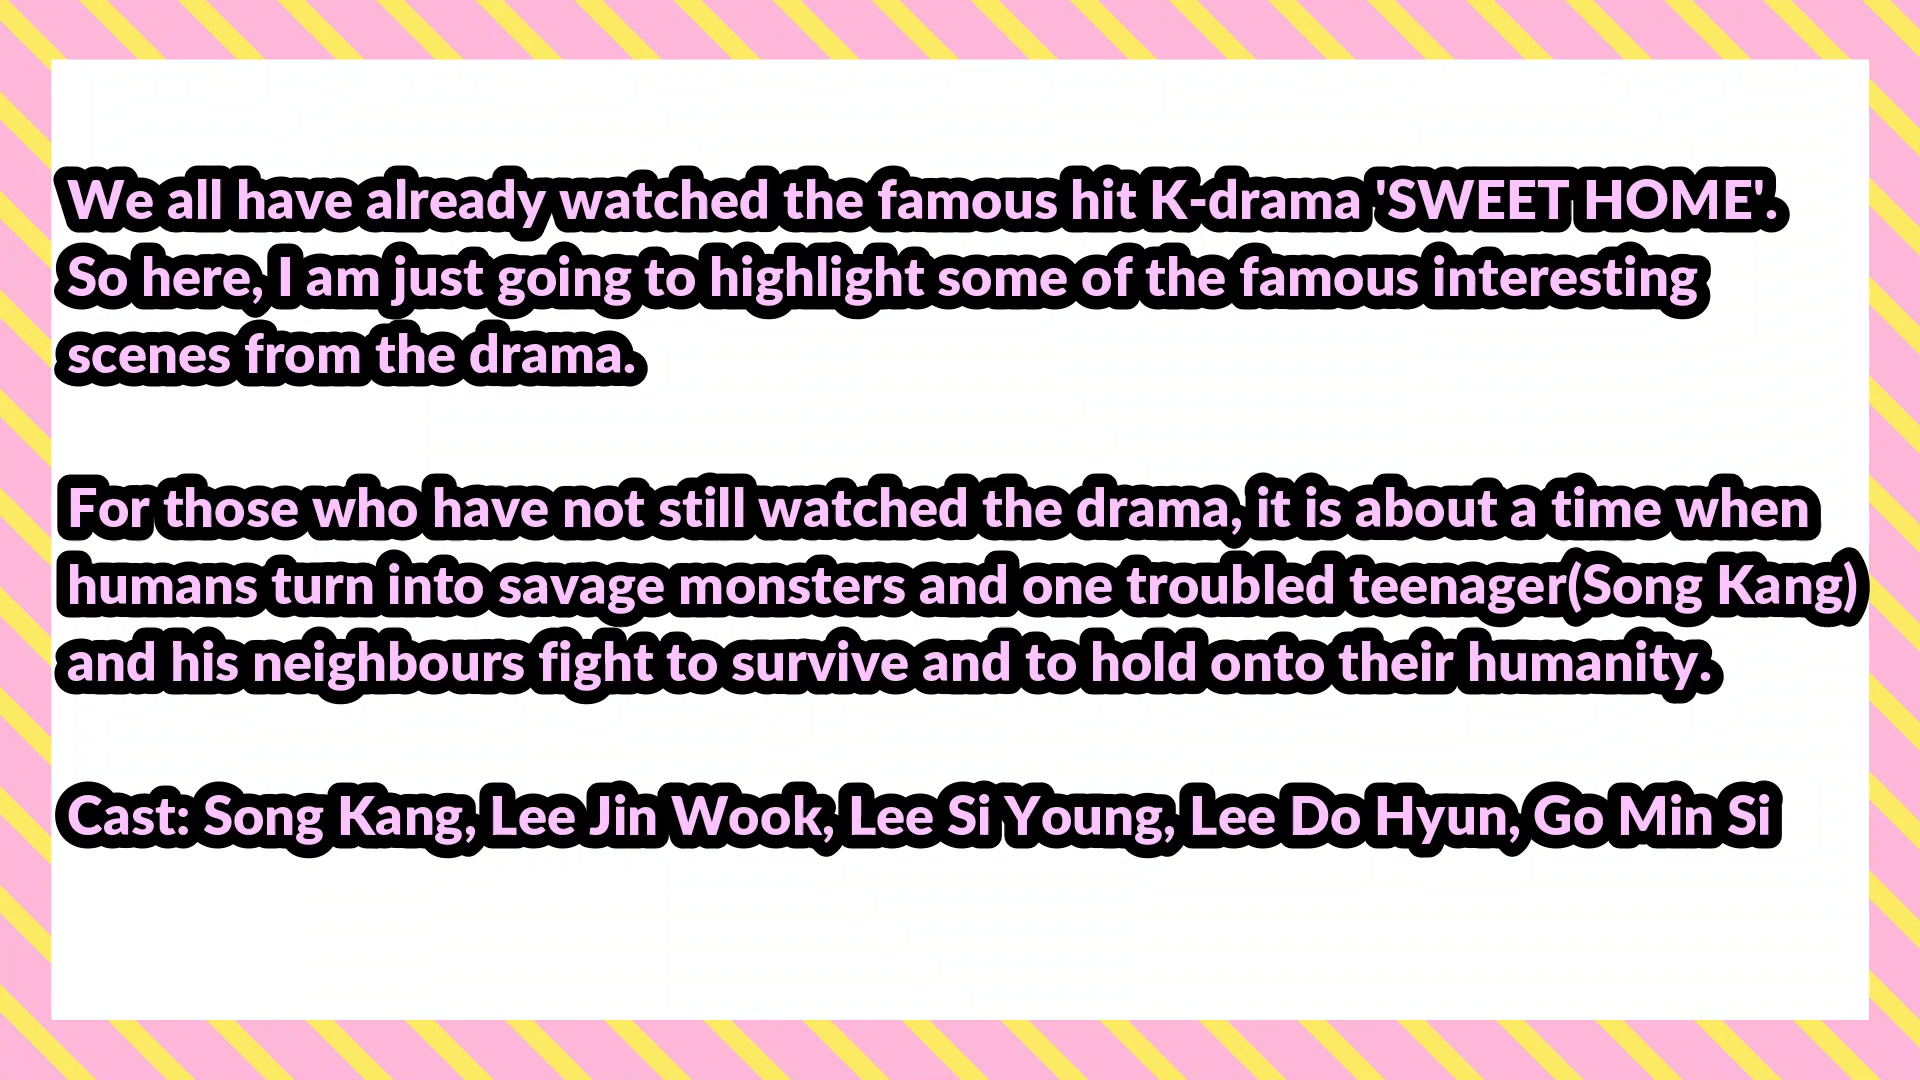 We all have already watched the famous hit K-drama 'SWEET HOME'.
So here, I am just going to highlight some of the famous interesting
scenes from the drama.
For those who have not still watched the drama, it is about a time when
humans turn into savage monsters and one troubled teenager(Song Kang)
and his neighbours fight to survive and to hold onto their humanity.
Cast: Song Kang, Lee Jin Wook, Lee Si Young, Lee Do Hyun, Go Min Si